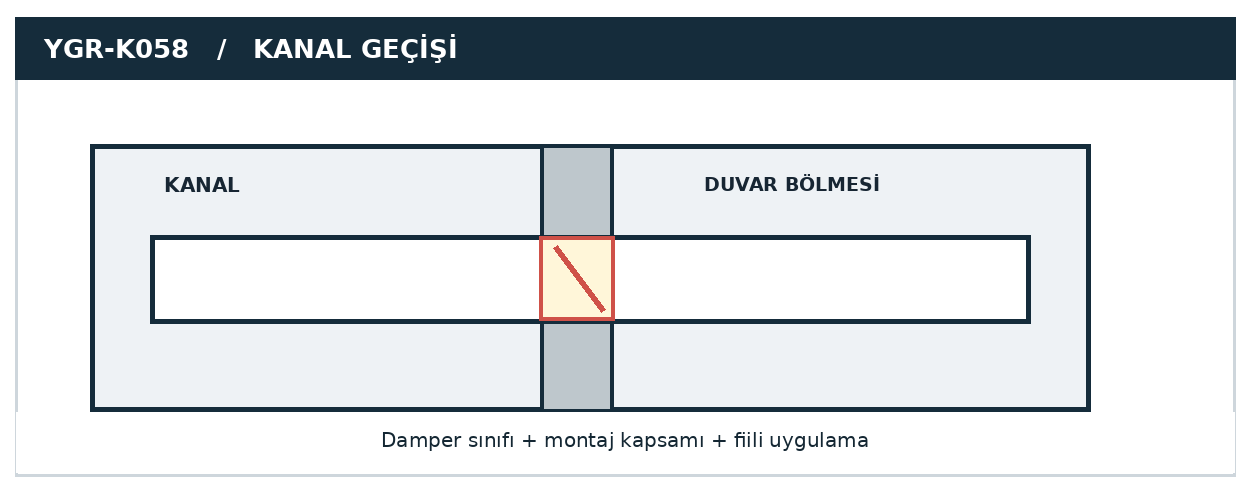 YGR-K058 / KANAL GEÇİŞİ
KANAL
DUVAR BÖLMESİ
Damper sınıfı + montaj kapsamı + fiili uygulama